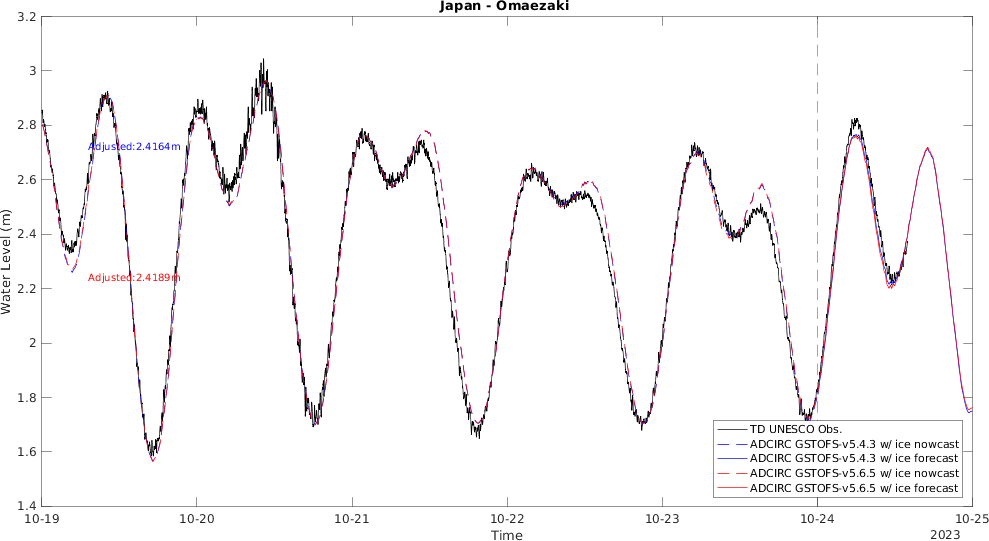 Japan - Omaezaki
3.2
3
2.8
2.6
2.4
2.2
2
1.8
1.6
1.4
Water Level (m)
Adjusted:2.4164m
Adjusted:2.4189m
TD UNESCO Obs.
ADCIRC GSTOFS-v5.4.3 w/ ice nowcast
ADCIRC GSTOFS-v5.4.3 w/ ice forecast
ADCIRC GSTOFS-v5.6.5 w/ ice nowcast
ADCIRC GSTOFS-v5.6.5 w/ ice forecast
10-19 10-20 10-21 10-22 10-23 10-24 10-25
Time
2023